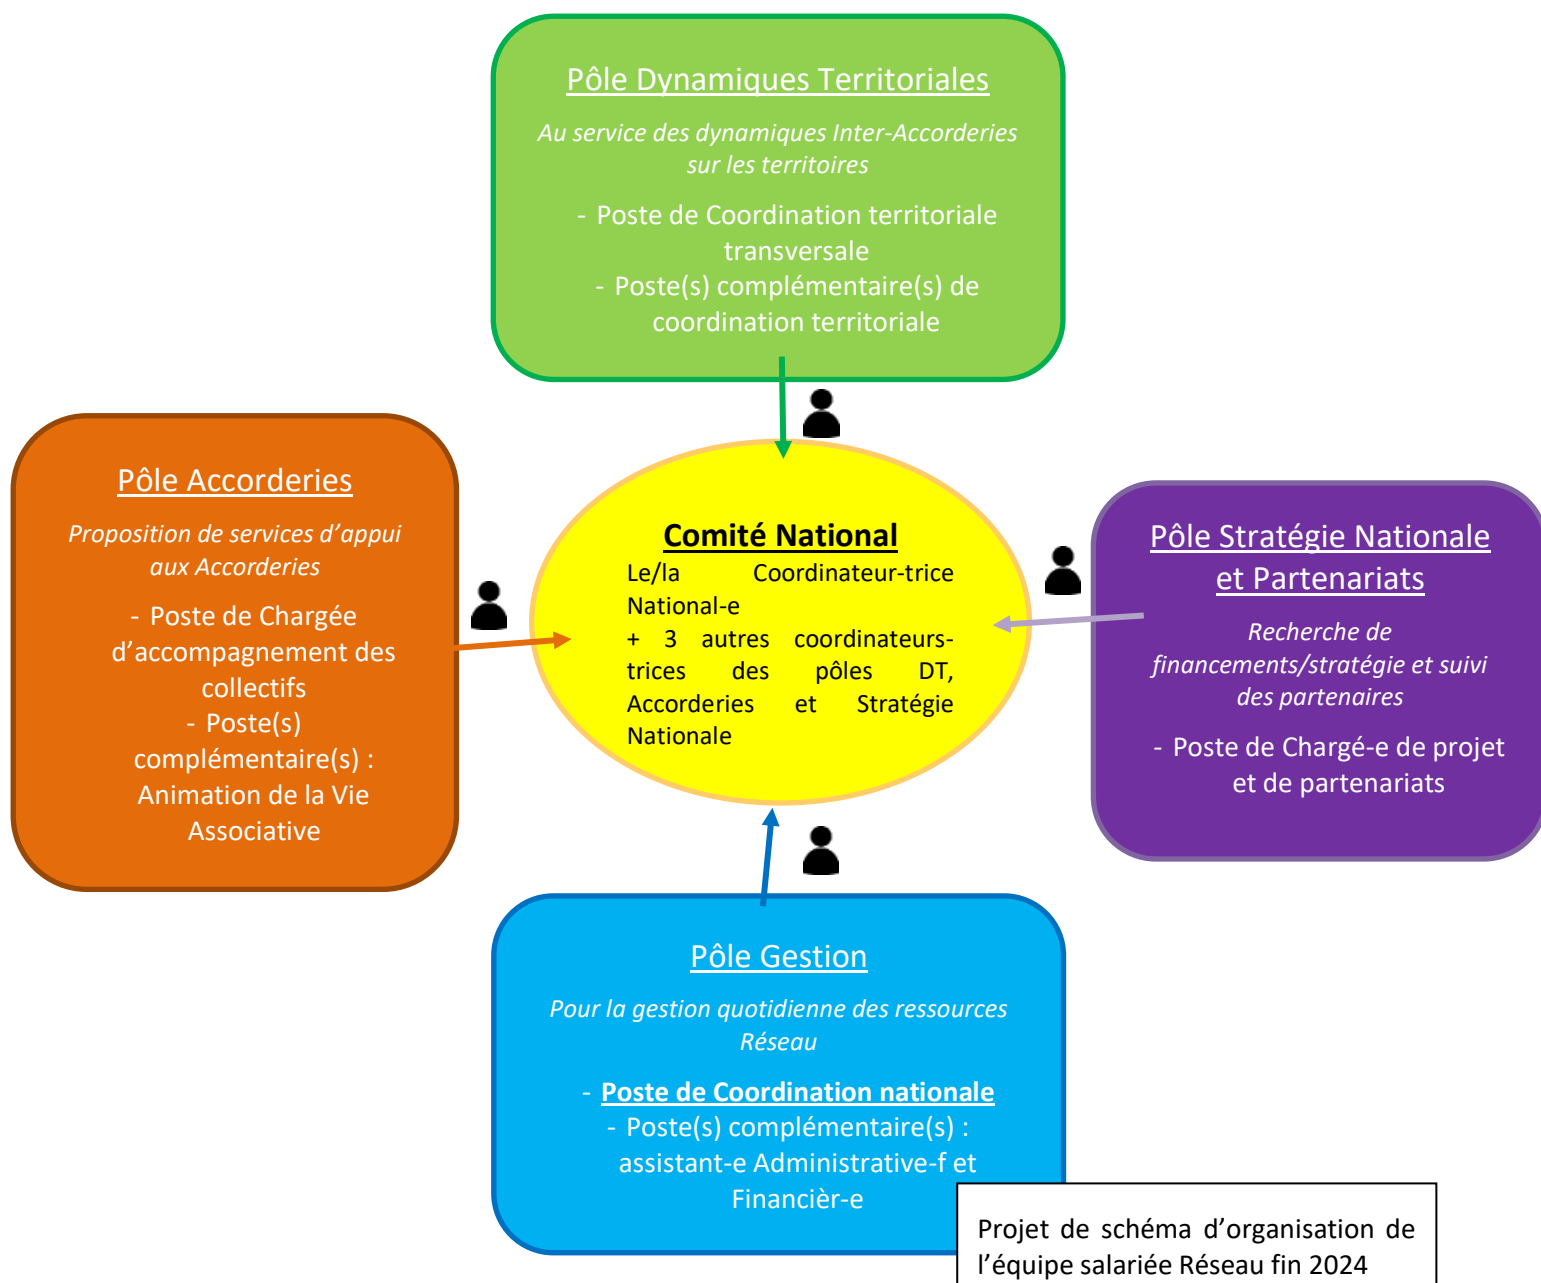 Pôle Dynamiques Territoriales
Au service des dynamiques Inter-Accorderies
sur les territoires
- Poste de Coordination territoriale
transversale
- Poste(s) complémentaire(s) de
coordination territoriale
Pôle Accorderies
Proposition de services d’appui
aux Accorderies
- Poste de Chargée
d’accompagnement des
collectifs
- Poste(s)
complémentaire(s) :
Animation de la Vie
Associative
Comité National
Le/la Coordinateur-trice
National-e
+ 3 autres coordinateurs-
trices des pôles DT,
Accorderies et Stratégie
Nationale
Pôle Stratégie Nationale
et Partenariats
Recherche de
financements/stratégie et suivi
des partenaires
- Poste de Chargé-e de projet
et de partenariats
Pôle Gestion
Pour la gestion quotidienne des ressources
Réseau
- Poste de Coordination nationale
- Poste(s) complémentaire(s) :
assistant-e Administrative-f et
Financièr-e
Projet de schéma d’organisation de
l’équipe salariée Réseau fin 2024